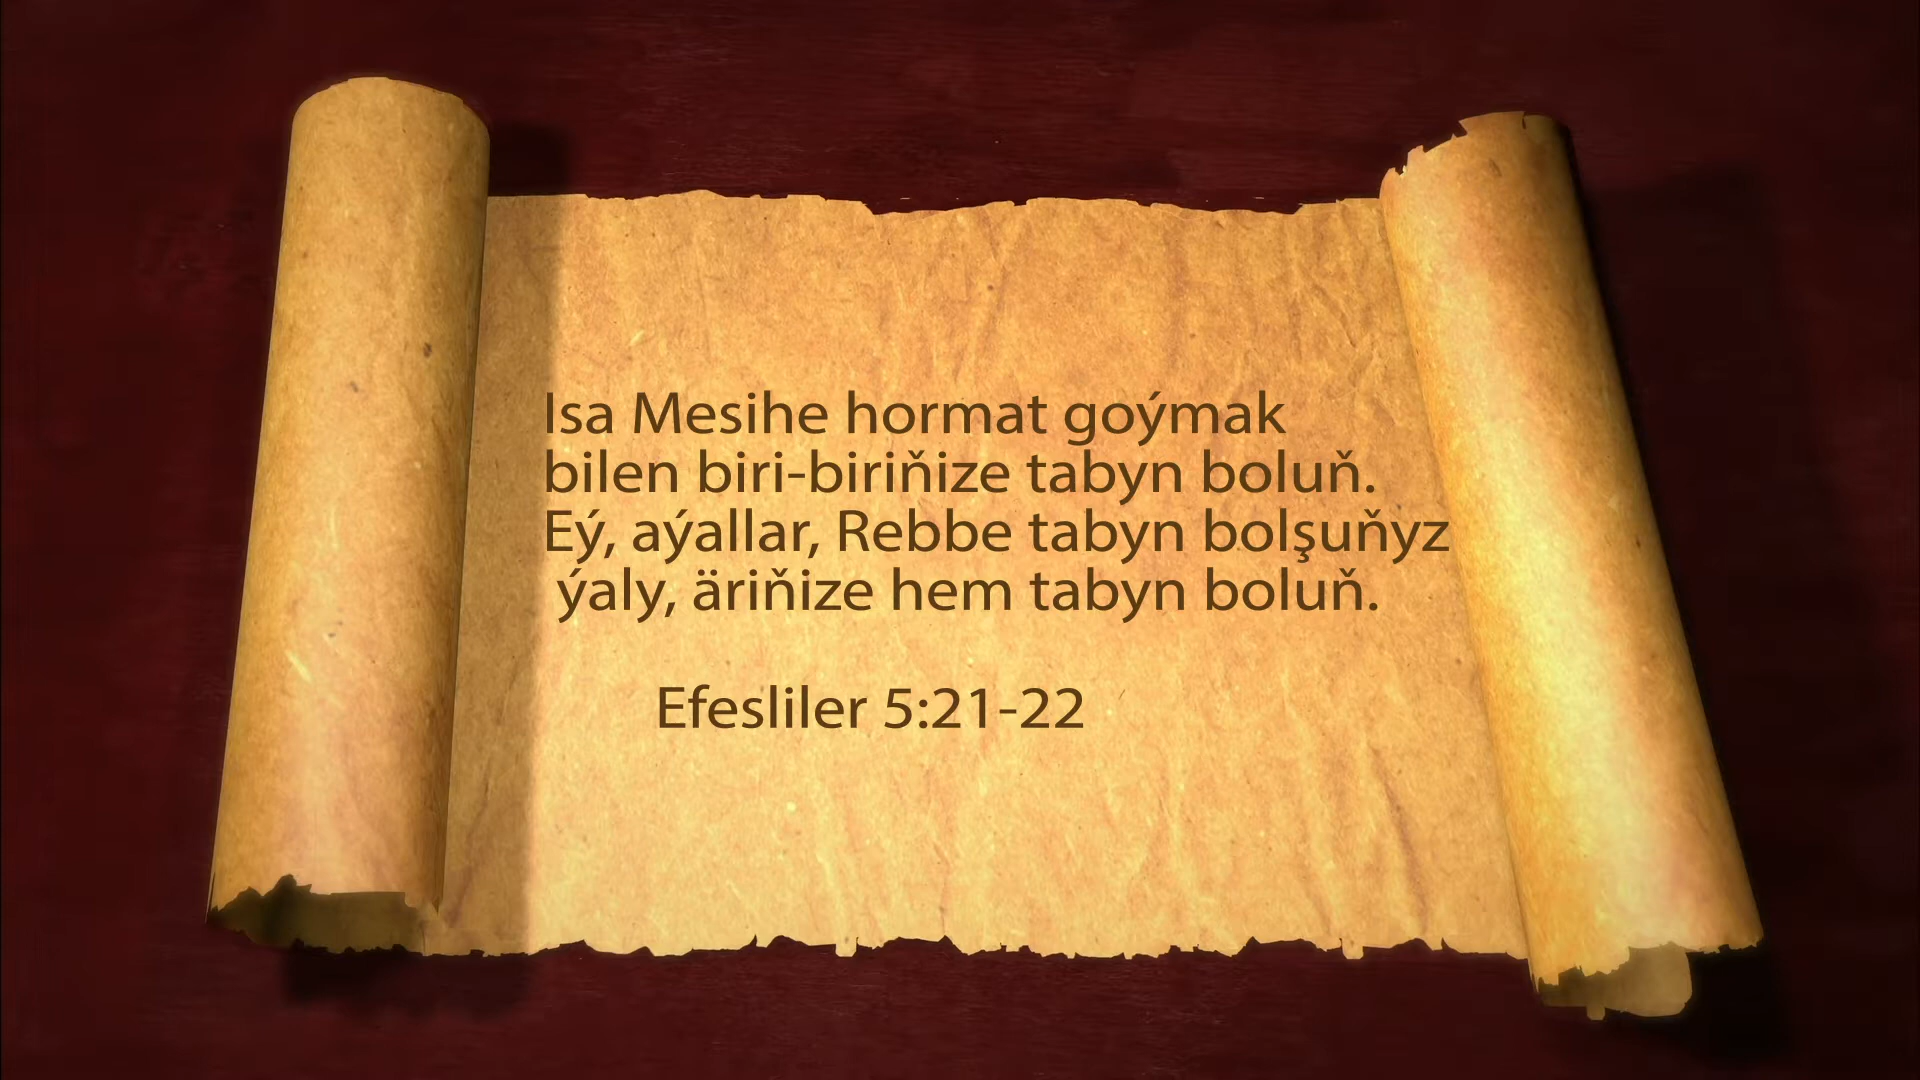 Isa Mesihe hormat goýmak
bilen biri-biriňize tabyn boluň.
Eý, aýallar, Rebbe tabyn bolşuňyz
ýaly, äriňize hem tabyn boluň.
Efesliler 5:21-22